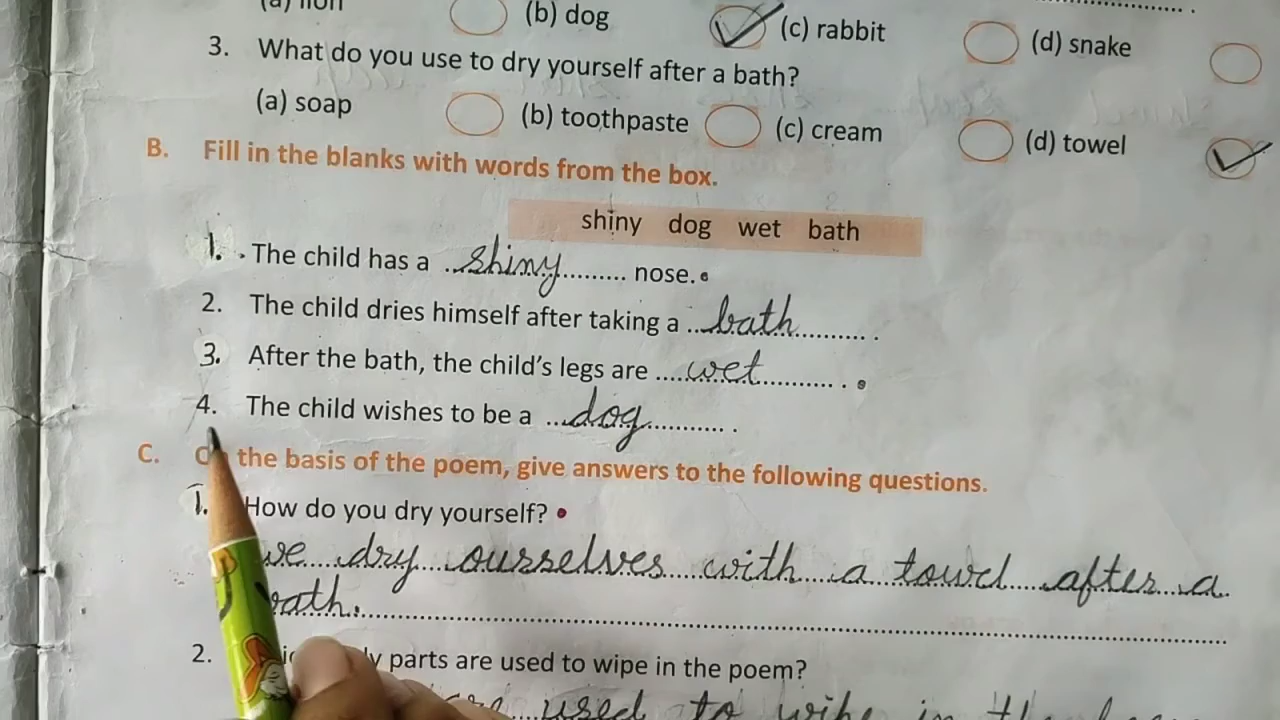 (a) lion (b) dog (c) rabbit (d) snake
3. What do you use to dry yourself after a bath?
(a) soap (b) toothpaste (c) cream (d) towel
B. Fill in the blanks with words from the box.
shiny dog wet bath
1. The child has a ..shiny......... nose.
2. The child dries himself after taking a ...bath.......... .
3. After the bath, the child's legs are ....wet........... .
4. The child wishes to be a ...dog........... .
C. On the basis of the poem, give answers to the following questions.
1. How do you dry yourself?
we dry ourselves with a towel after a
bath.
2. parts are used to wipe in the poem?
used to wipe in